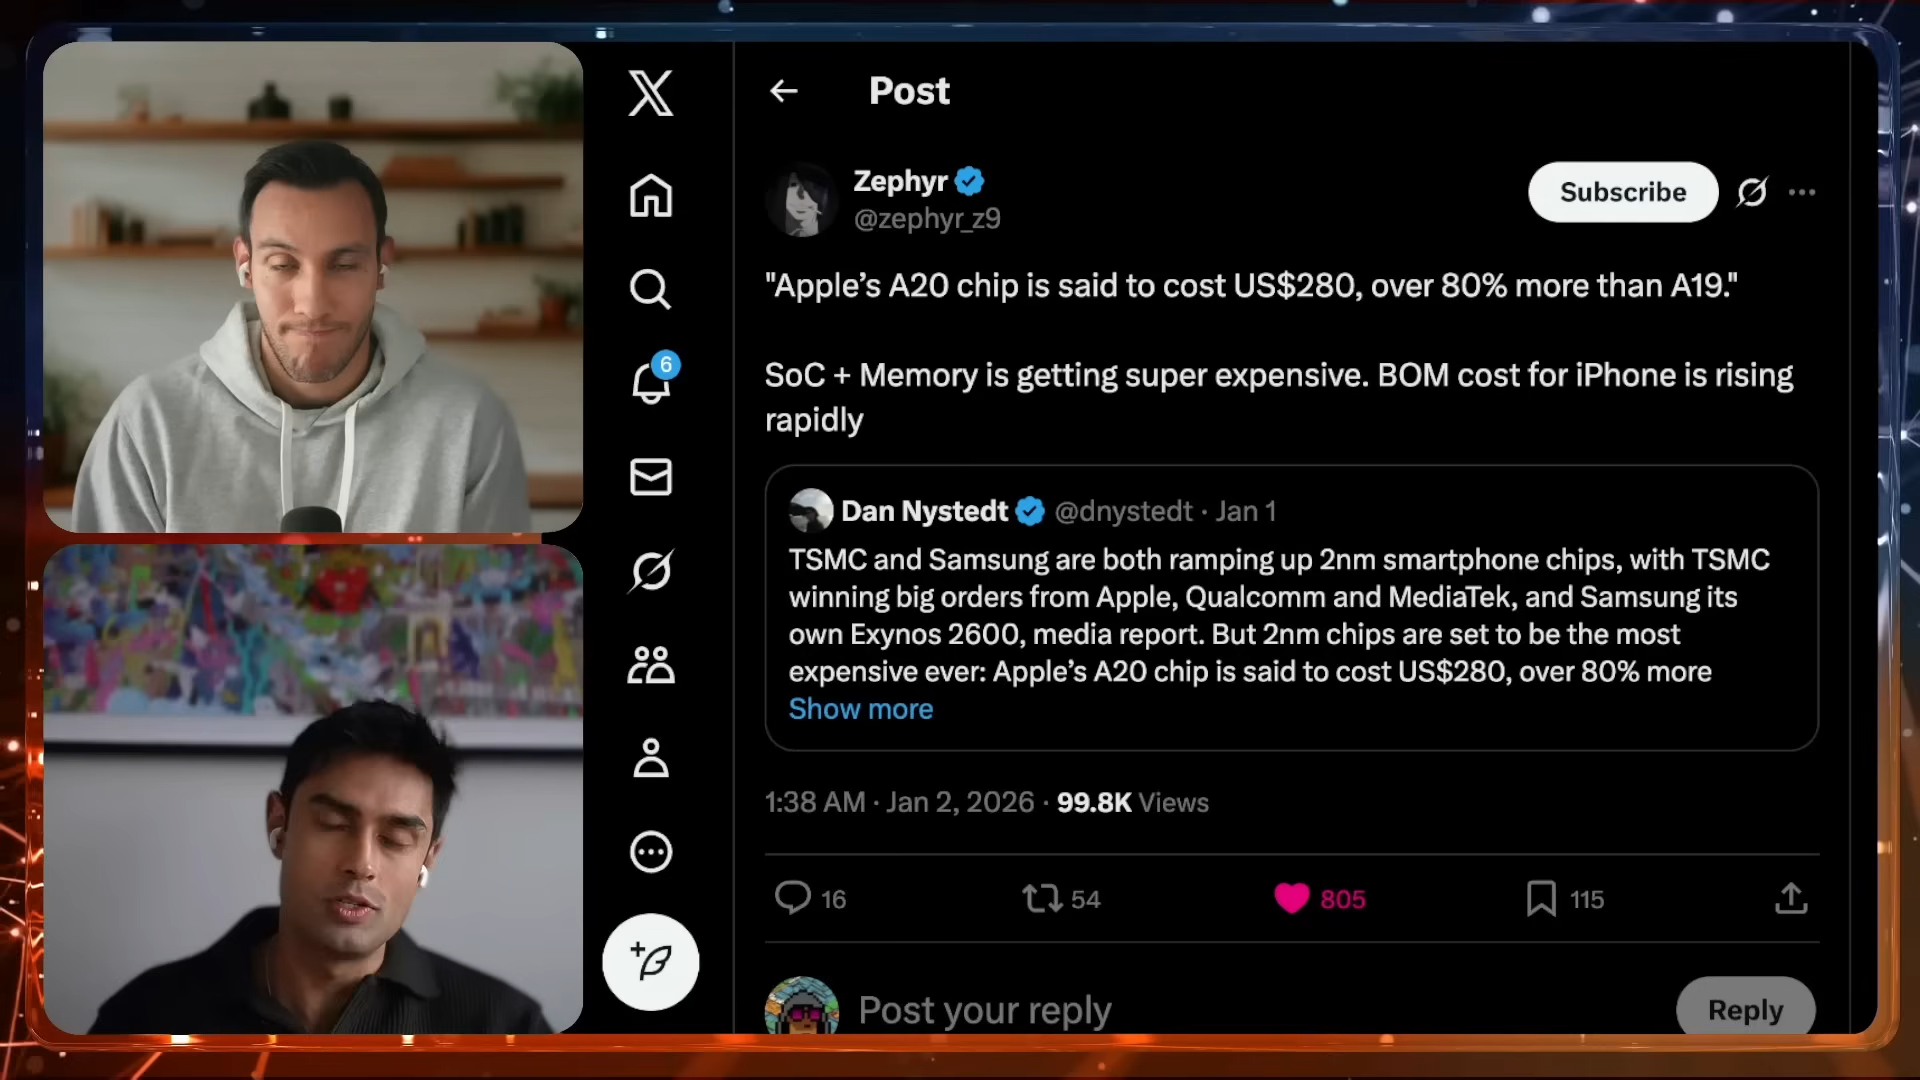 Post
Zephyr
@zephyr_z9
Subscribe
"Apple’s A20 chip is said to cost US$280, over 80% more than A19."
SoC + Memory is getting super expensive. BOM cost for iPhone is rising
rapidly
6
Dan Nystedt @dnystedt · Jan 1
TSMC and Samsung are both ramping up 2nm smartphone chips, with TSMC
winning big orders from Apple, Qualcomm and MediaTek, and Samsung its
own Exynos 2600, media report. But 2nm chips are set to be the most
expensive ever: Apple’s A20 chip is said to cost US$280, over 80% more
Show more
1:38 AM · Jan 2, 2026 · 99.8K Views
16 54 805 115
Post your reply
Reply